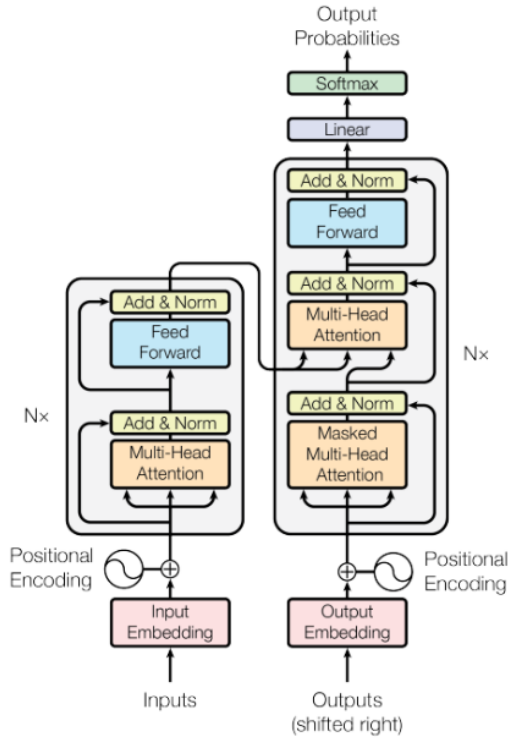 Output
Probabilities
Softmax
Linear
Add & Norm
Feed
Forward
Add & Norm
Multi-Head
Attention
Add & Norm
Masked
Multi-Head
Attention
N×
Add & Norm
Feed
Forward
Add & Norm
Multi-Head
Attention
N×
Positional
Encoding
Positional
Encoding
Input
Embedding
Output
Embedding
Inputs
Outputs
(shifted right)